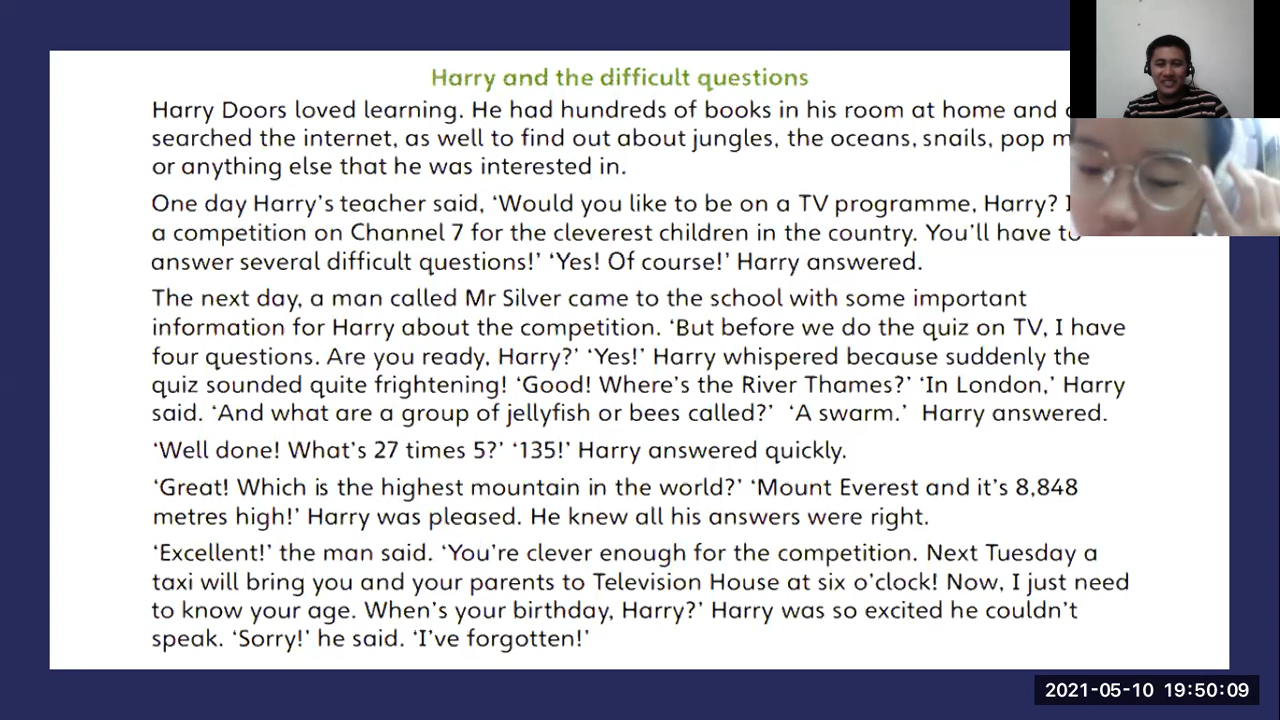 Harry and the difficult questions
Harry Doors loved learning. He had hundreds of books in his room at home and
searched the internet, as well to find out about jungles, the oceans, snails, pop
or anything else that he was interested in.
One day Harry's teacher said, ‘Would you like to be on a TV programme, Harry?
a competition on Channel 7 for the cleverest children in the country. You'll have to
answer several difficult questions!’ ‘Yes! Of course!’ Harry answered.
The next day, a man called Mr Silver came to the school with some important
information for Harry about the competition. ‘But before we do the quiz on TV, I have
four questions. Are you ready, Harry?’ ‘Yes!’ Harry whispered because suddenly the
quiz sounded quite frightening! ‘Good! Where's the River Thames?’ ‘In London,’ Harry
said. ‘And what are a group of jellyfish or bees called?’ ‘A swarm.’ Harry answered.
‘Well done! What's 27 times 5?’ ‘135!’ Harry answered quickly.
‘Great! Which is the highest mountain in the world?’ ‘Mount Everest and it's 8,848
metres high!’ Harry was pleased. He knew all his answers were right.
‘Excellent!’ the man said. ‘You're clever enough for the competition. Next Tuesday a
taxi will bring you and your parents to Television House at six o'clock! Now, I just need
to know your age. When's your birthday, Harry?’ Harry was so excited he couldn't
speak. ‘Sorry!’ he said. ‘I've forgotten!’
2021-05-10 19:50:09